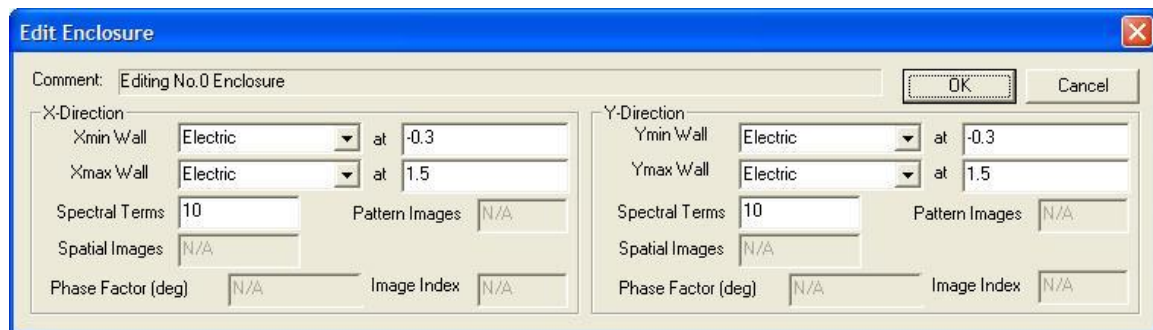 Edit Enclosure
Comment: Editing No.0 Enclosure
OK
Cancel
X-Direction
Xmin Wall Electric at -0.3
Xmax Wall Electric at 1.5
Spectral Terms 10 Pattern Images N/A
Spatial Images N/A
Phase Factor (deg) N/A Image Index N/A
Y-Direction
Ymin Wall Electric at -0.3
Ymax Wall Electric at 1.5
Spectral Terms 10 Pattern Images N/A
Spatial Images N/A
Phase Factor (deg) N/A Image Index N/A